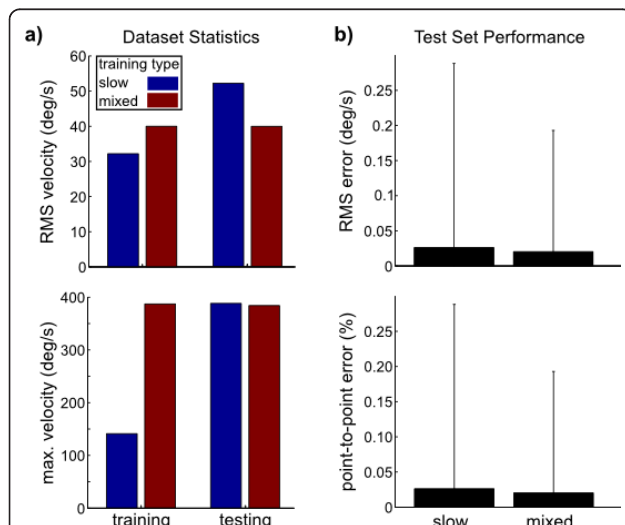 a) Dataset Statistics
training type
slow
mixed
RMS velocity (deg/s)
60
50
40
30
20
10
0
max. velocity (deg/s)
400
300
100
0
training testing
b) Test Set Performance
RMS error (deg/s)
0.25
0.2
0.15
0.1
0.05
0
point-to-point error (%)
0.25
0.20
0.15
0.10
0.05
0
slow mixed